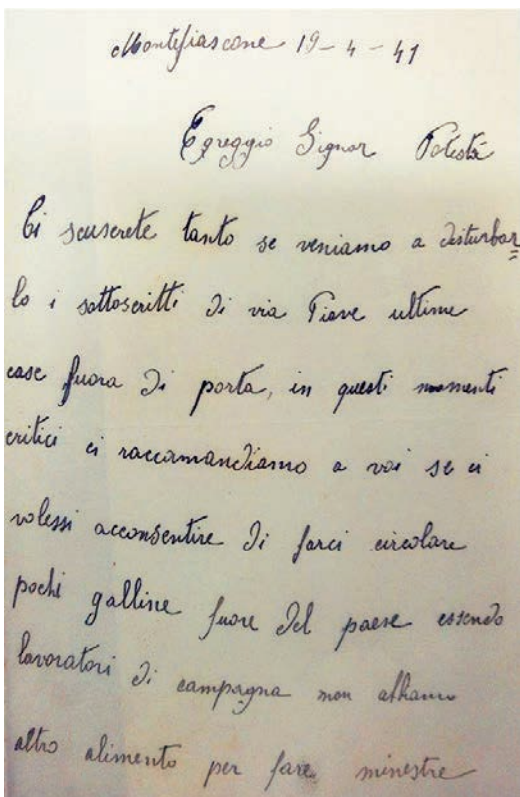 Montefiascone 19-4-41
Egreggio Signor Potestà
Ci scuserete tanto se veniamo a disturbar
lo i sottoscritti di via Piave ultime
case fuora di porta, in questi momenti
critici ci raccomandiamo a voi se ci
volessi acconsentire di farci circolare
pochi galline fuore del paese essendo
lavoratori di campagna non abbiamo
altro alimento per fare minestre